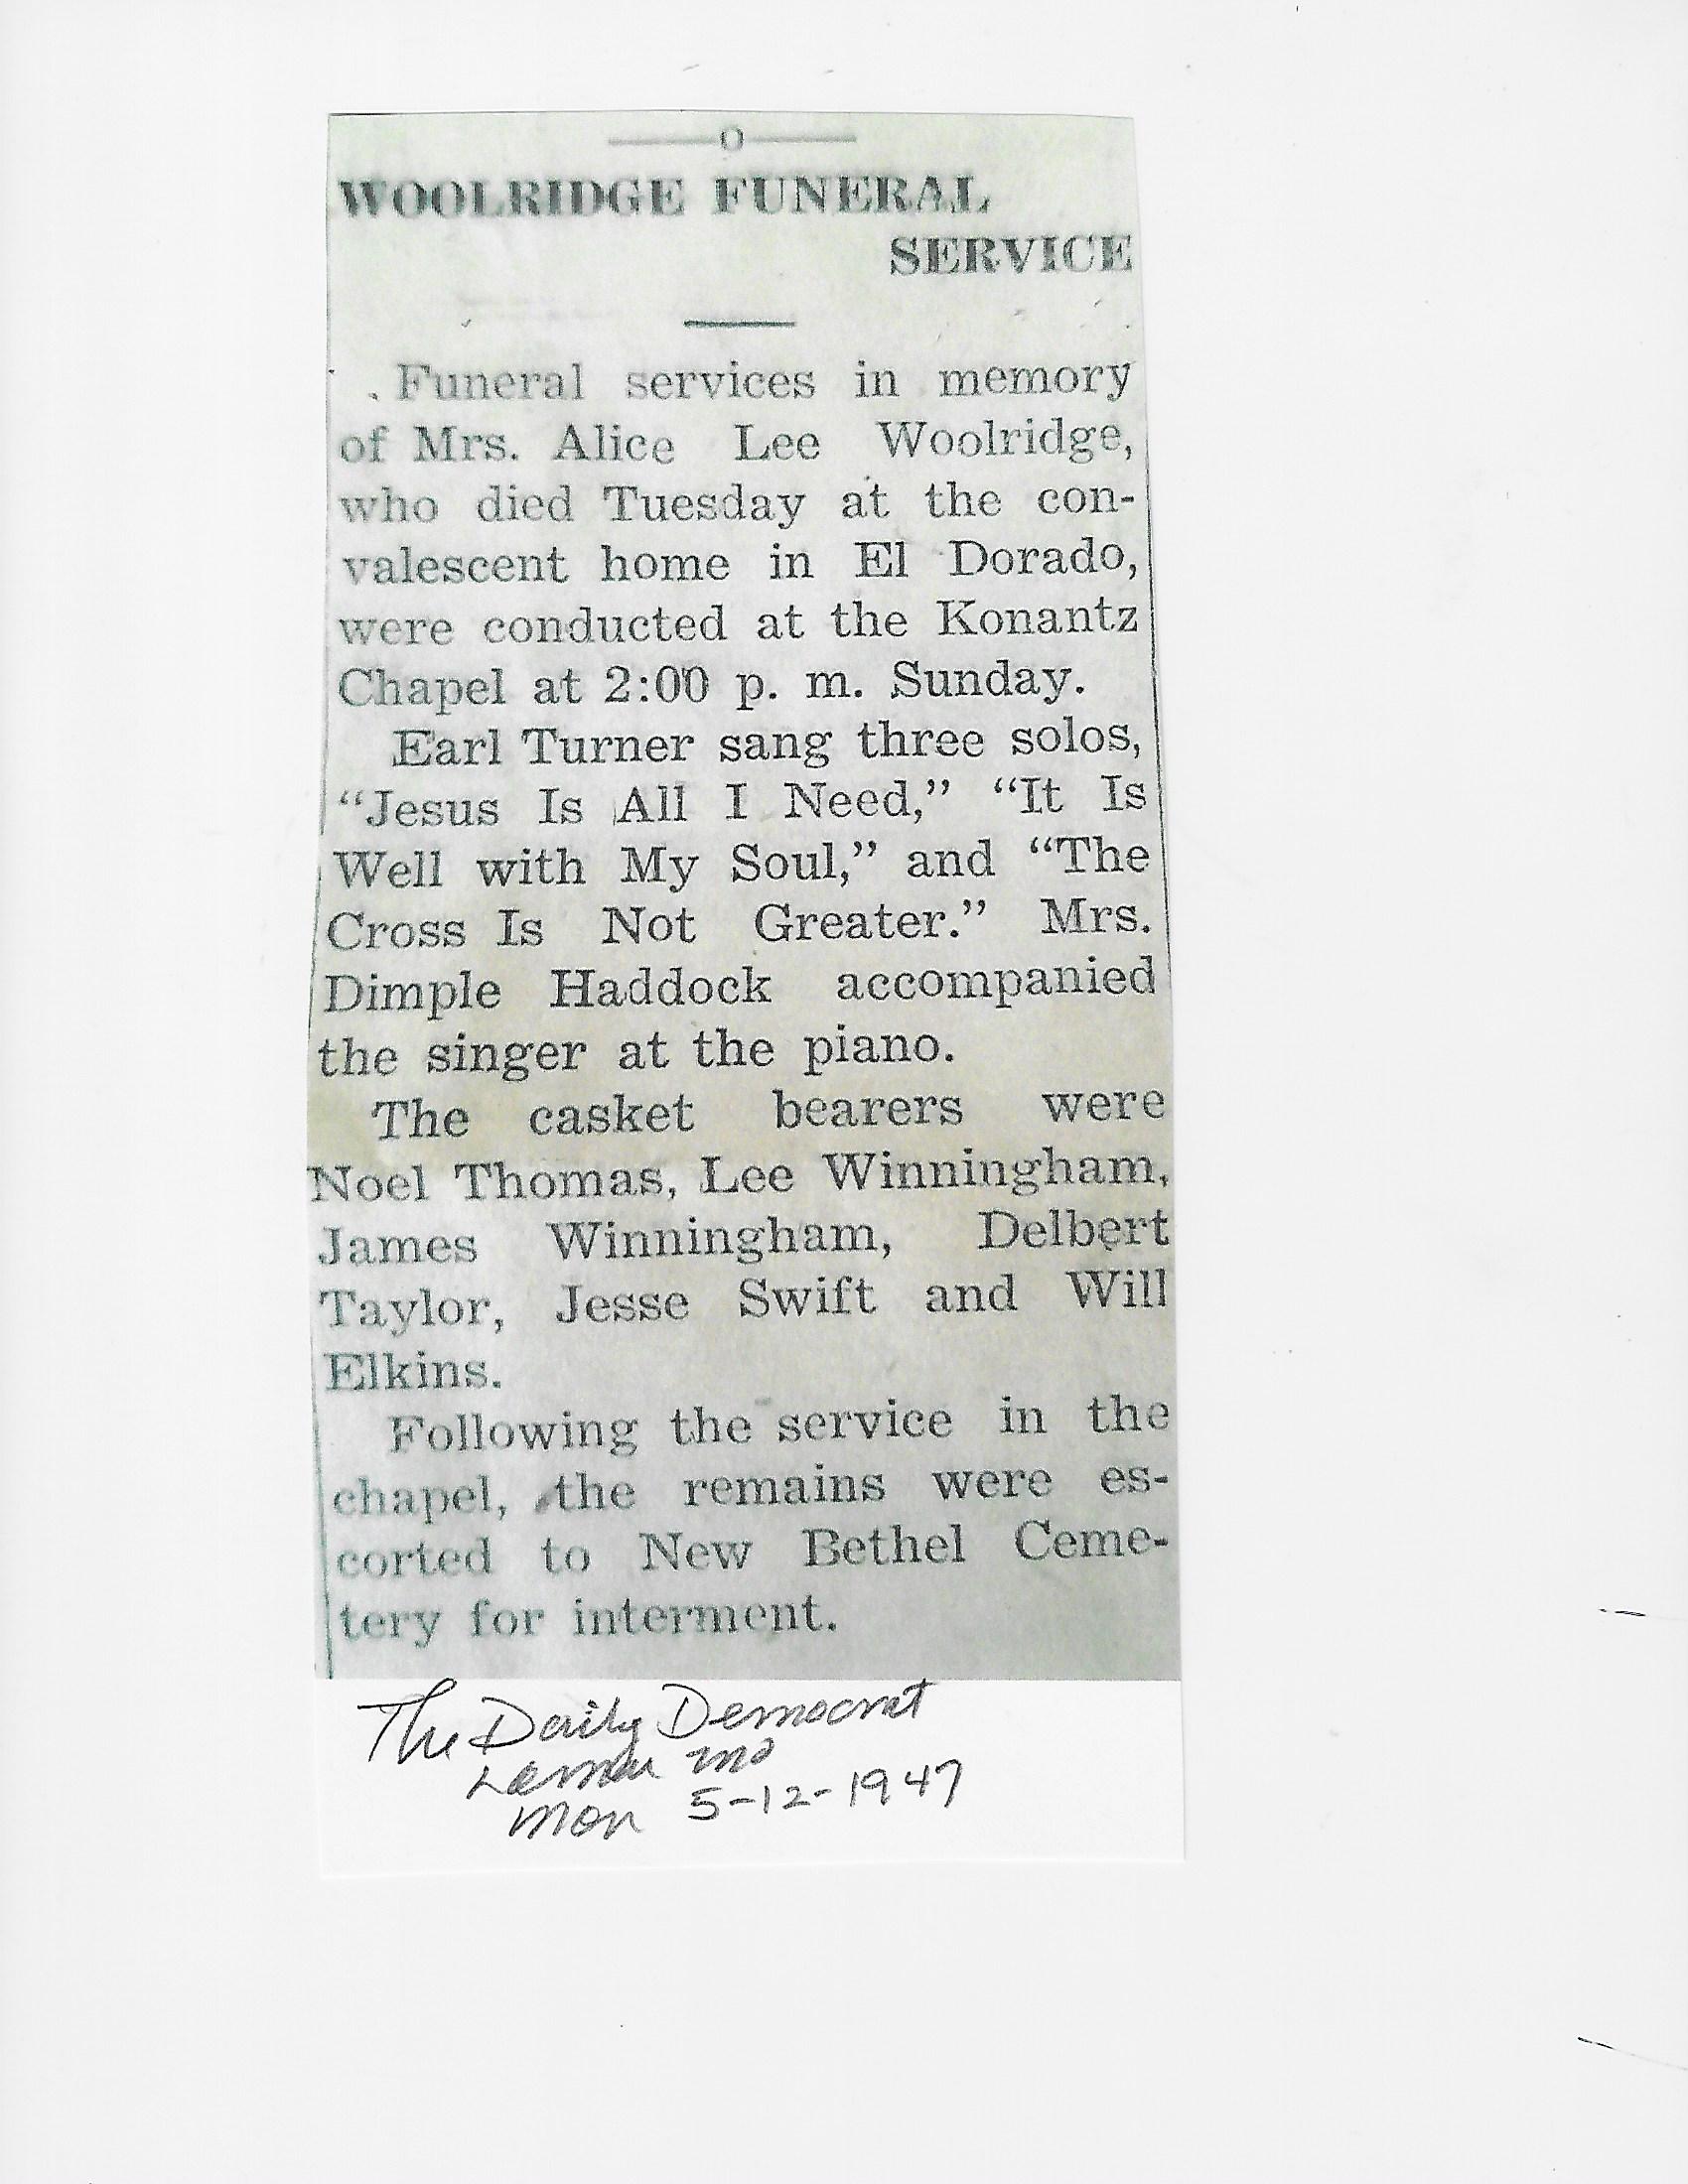 WOOLRIDGE FUNERAL
SERVICE
Funeral services in memory
of Mrs. Alice Lee Woolridge,
who died Tuesday at the con-
valescent home in El Dorado,
were conducted at the Konantz
Chapel at 2:00 p. m. Sunday.
Earl Turner sang three solos,
“Jesus Is All I Need,” “It Is
Well with My Soul,” and “The
Cross Is Not Greater.” Mrs.
Dimple Haddock accompanied
the singer at the piano.
The casket bearers were
Noel Thomas, Lee Winningham,
James Winningham, Delbert
Taylor, Jesse Swift and Will
Elkins.
Following the service in the
chapel, the remains were es-
corted to New Bethel Ceme-
tery for interment.
The Daily Democrat
Lamar Mo
Mon 5-12-1947